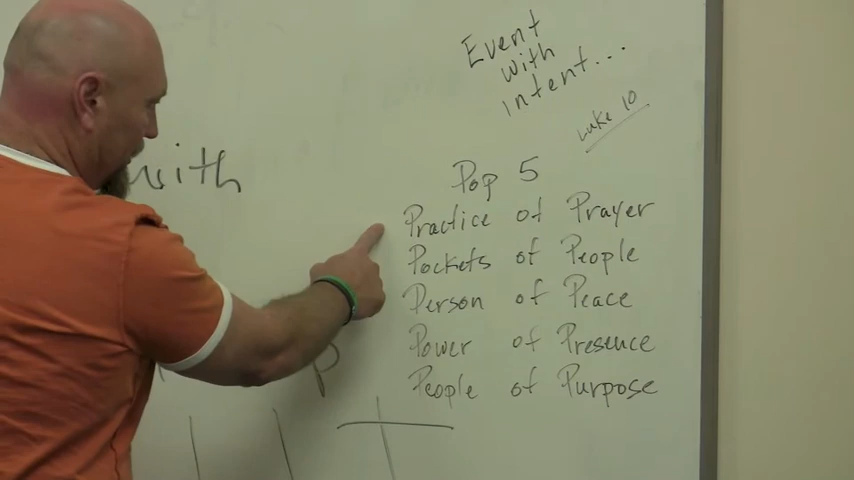 Event
with
intent...
Luke 10
with
Pop 5
Practice of Prayer
Pockets of People
Person of Peace
Power of Presence
People of Purpose
P